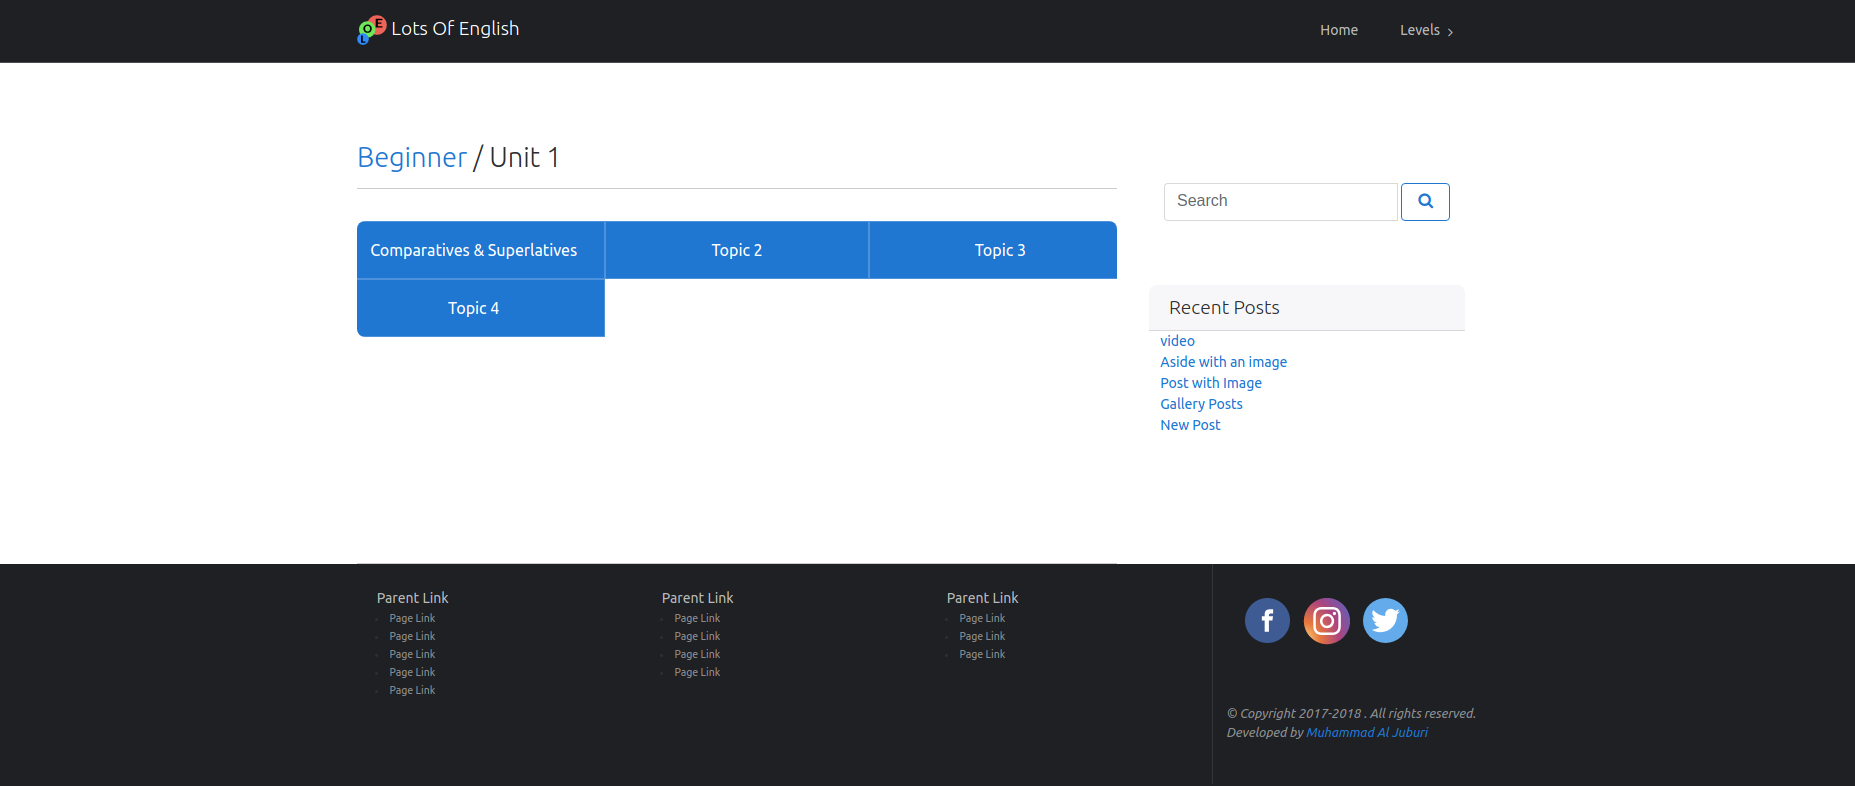 L O E Lots Of English
Home
Levels
Beginner / Unit 1
Search
Comparatives & Superlatives
Topic 2
Topic 3
Topic 4
Recent Posts
video
Aside with an image
Post with Image
Gallery Posts
New Post
Parent Link
Page Link
Page Link
Page Link
Page Link
Page Link
Parent Link
Page Link
Page Link
Page Link
Page Link
Parent Link
Page Link
Page Link
Page Link
© Copyright 2017-2018 . All rights reserved.
Developed by Muhammad Al Juburi